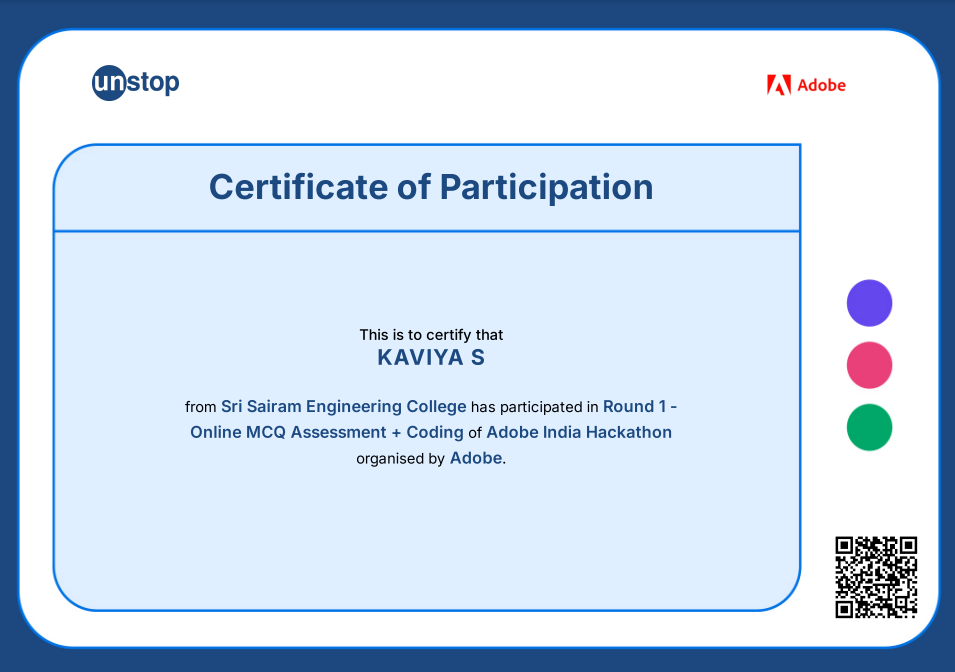 unstop
Adobe
Certificate of Participation
This is to certify that
KAVIYA S
from Sri Sairam Engineering College has participated in Round 1 -
Online MCQ Assessment + Coding of Adobe India Hackathon
organised by Adobe.